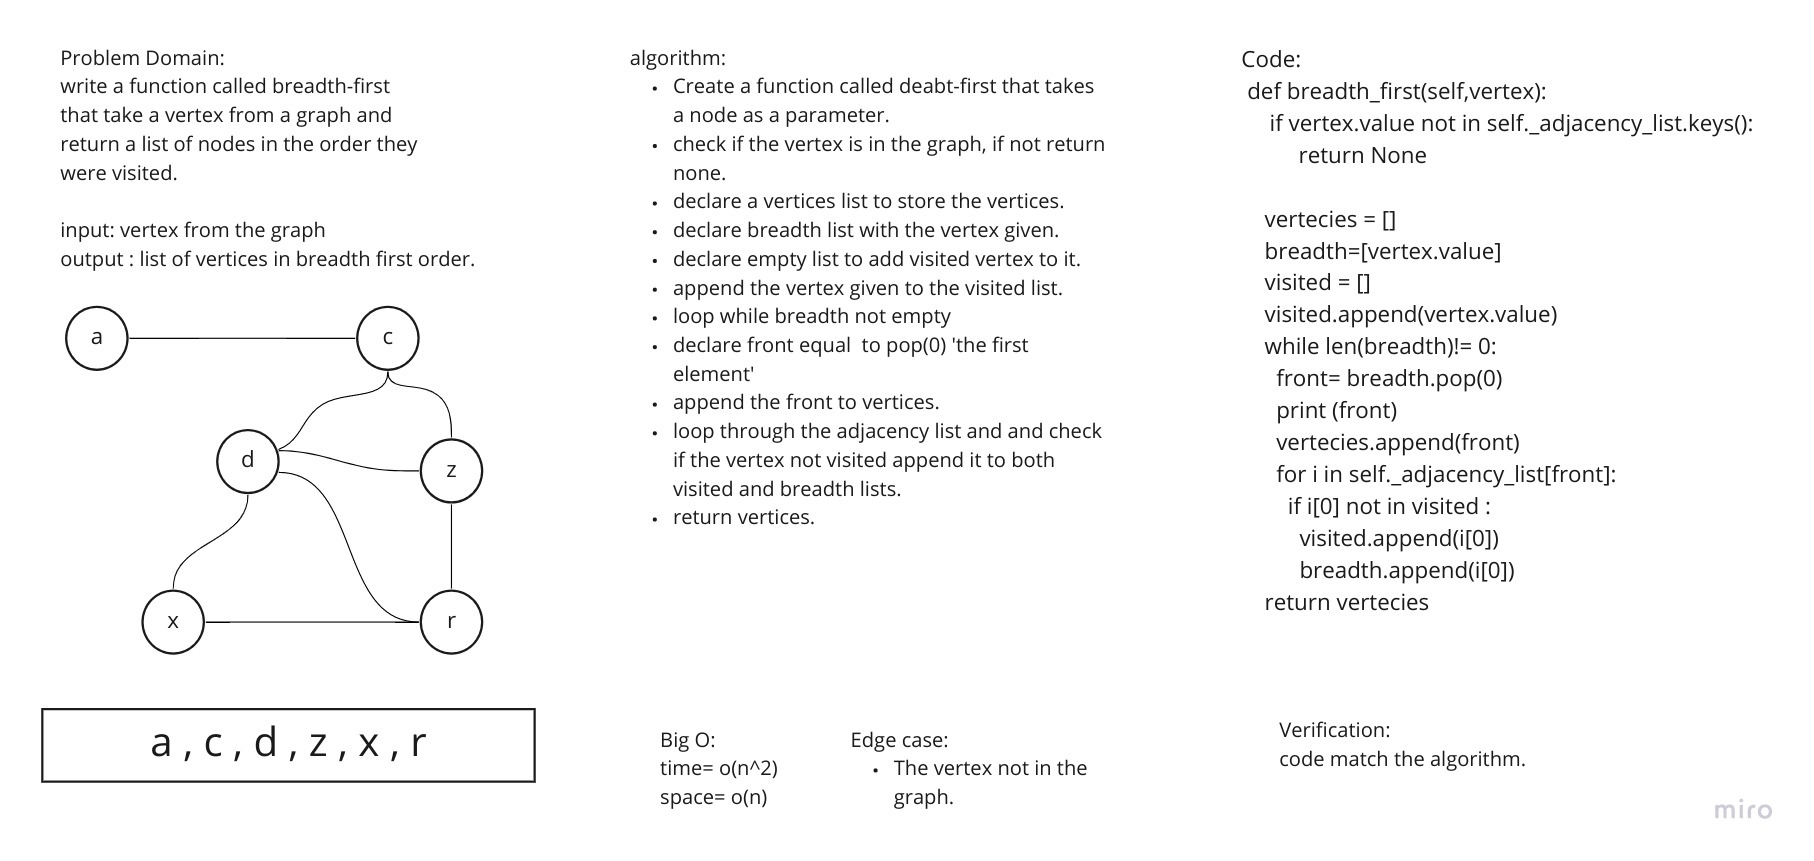 Problem Domain:
write a function called breadth-first
that take a vertex from a graph and
return a list of nodes in the order they
were visited.
input: vertex from the graph
output : list of vertices in breadth first order.
a
c
d
z
x
r
a , c , d , z , x , r
algorithm:
• Create a function called deabt-first that takes
a node as a parameter.
• check if the vertex is in the graph, if not return
none.
• declare a vertices list to store the vertices.
• declare breadth list with the vertex given.
• declare empty list to add visited vertex to it.
• append the vertex given to the visited list.
• loop while breadth not empty
• declare front equal  to pop(0) 'the first
element'
• append the front to vertices.
• loop through the adjacency list and and check
if the vertex not visited append it to both
visited and breadth lists.
• return vertices.
Big O:
time= o(n^2)
space= o(n)
Edge case:
• The vertex not in the
graph.
Code:
def breadth_first(self,vertex):
if vertex.value not in self._adjacency_list.keys():
return None
vertecies = []
breadth=[vertex.value]
visited = []
visited.append(vertex.value)
while len(breadth)!= 0:
front= breadth.pop(0)
print (front)
vertecies.append(front)
for i in self._adjacency_list[front]:
if i[0] not in visited :
visited.append(i[0])
breadth.append(i[0])
return vertecies
Verification:
code match the algorithm.
miro